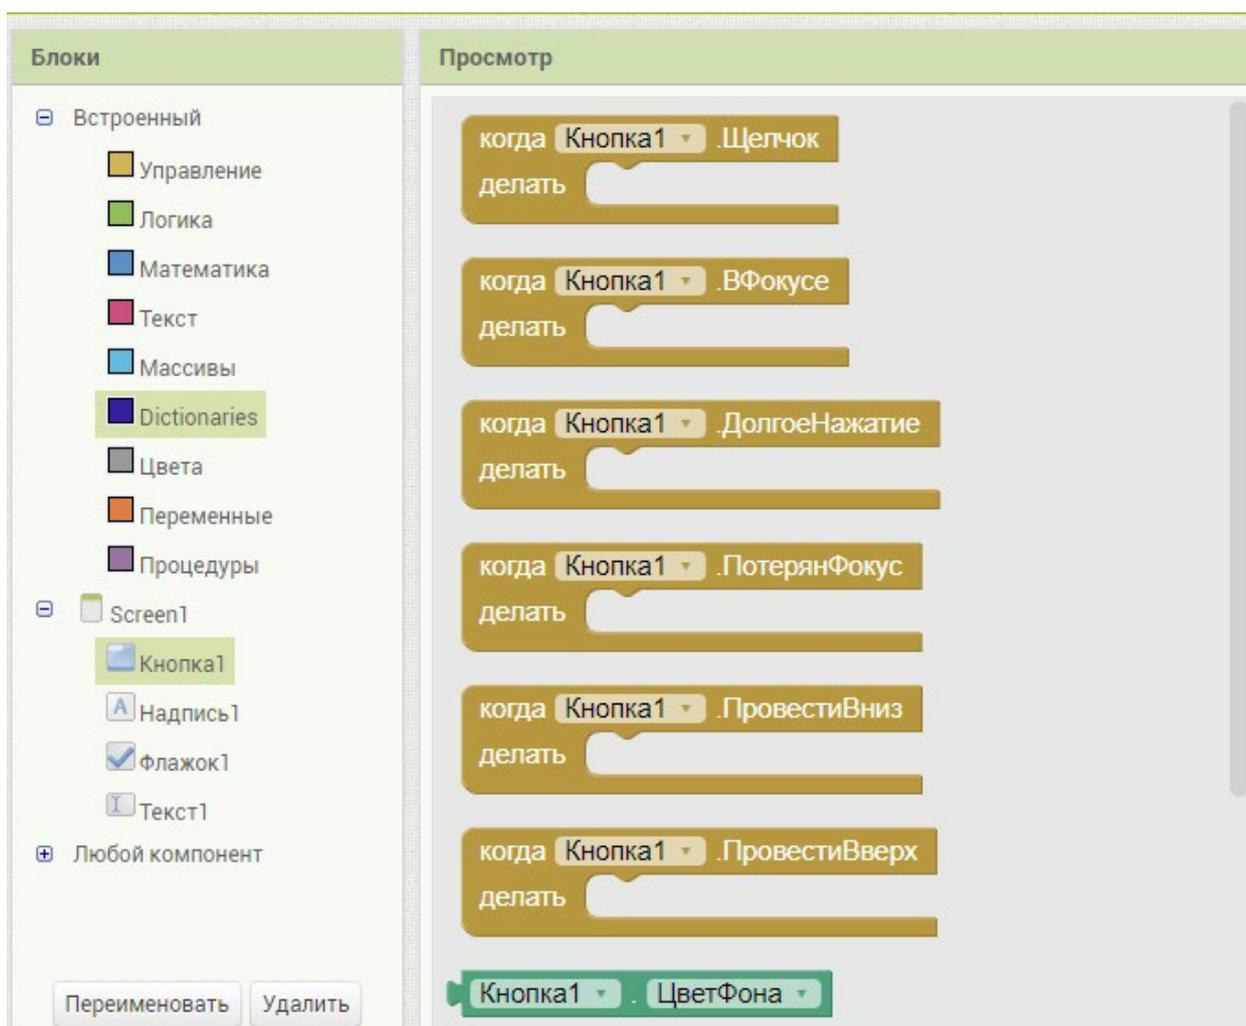 Блоки
Встроенный
Управление
Логика
Математика
Текст
Массивы
Dictionaries
Цвета
Переменные
Процедуры
Screen1
Кнопка1
Надпись1
Флажок1
Текст1
Любой компонент
Переименовать
Удалить
Просмотр
когда Кнопка1 .Щелчок
делать
когда Кнопка1 .ВФокусе
делать
когда Кнопка1 .ДолгоеНажатие
делать
когда Кнопка1 .ПотерянФокус
делать
когда Кнопка1 .ПровестиВниз
делать
когда Кнопка1 .ПровестиВверх
делать
Кнопка1 . ЦветФона